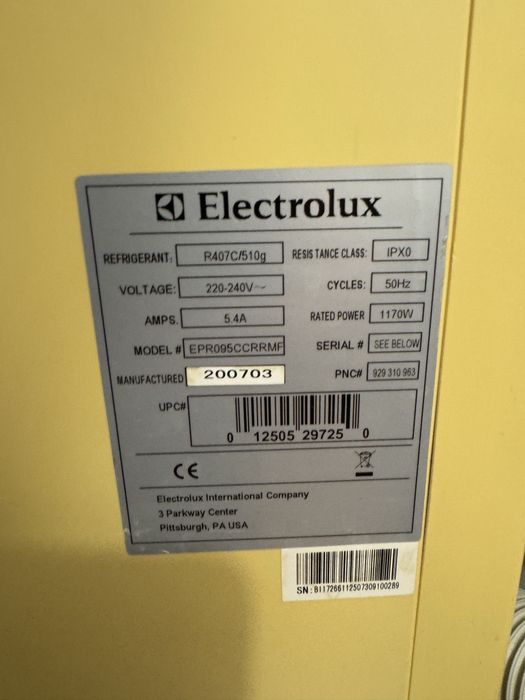 Electrolux
REFRIGERANT: R407C/510g RESISTANCE CLASS: IPX0
VOLTAGE: 220-240V~ CYCLES: 50Hz
AMPS. 5.4A RATED POWER 1170W
MODEL # EPR095CCRRMF SERIAL # SEE BELOW
MANUFACTURED 200703 PNC# 929 310 963
UPC#
0 12505 29725 0
CE
Electrolux International Company
3 Parkway Center
Pittsburgh, PA USA
SN: B117266112507309100289